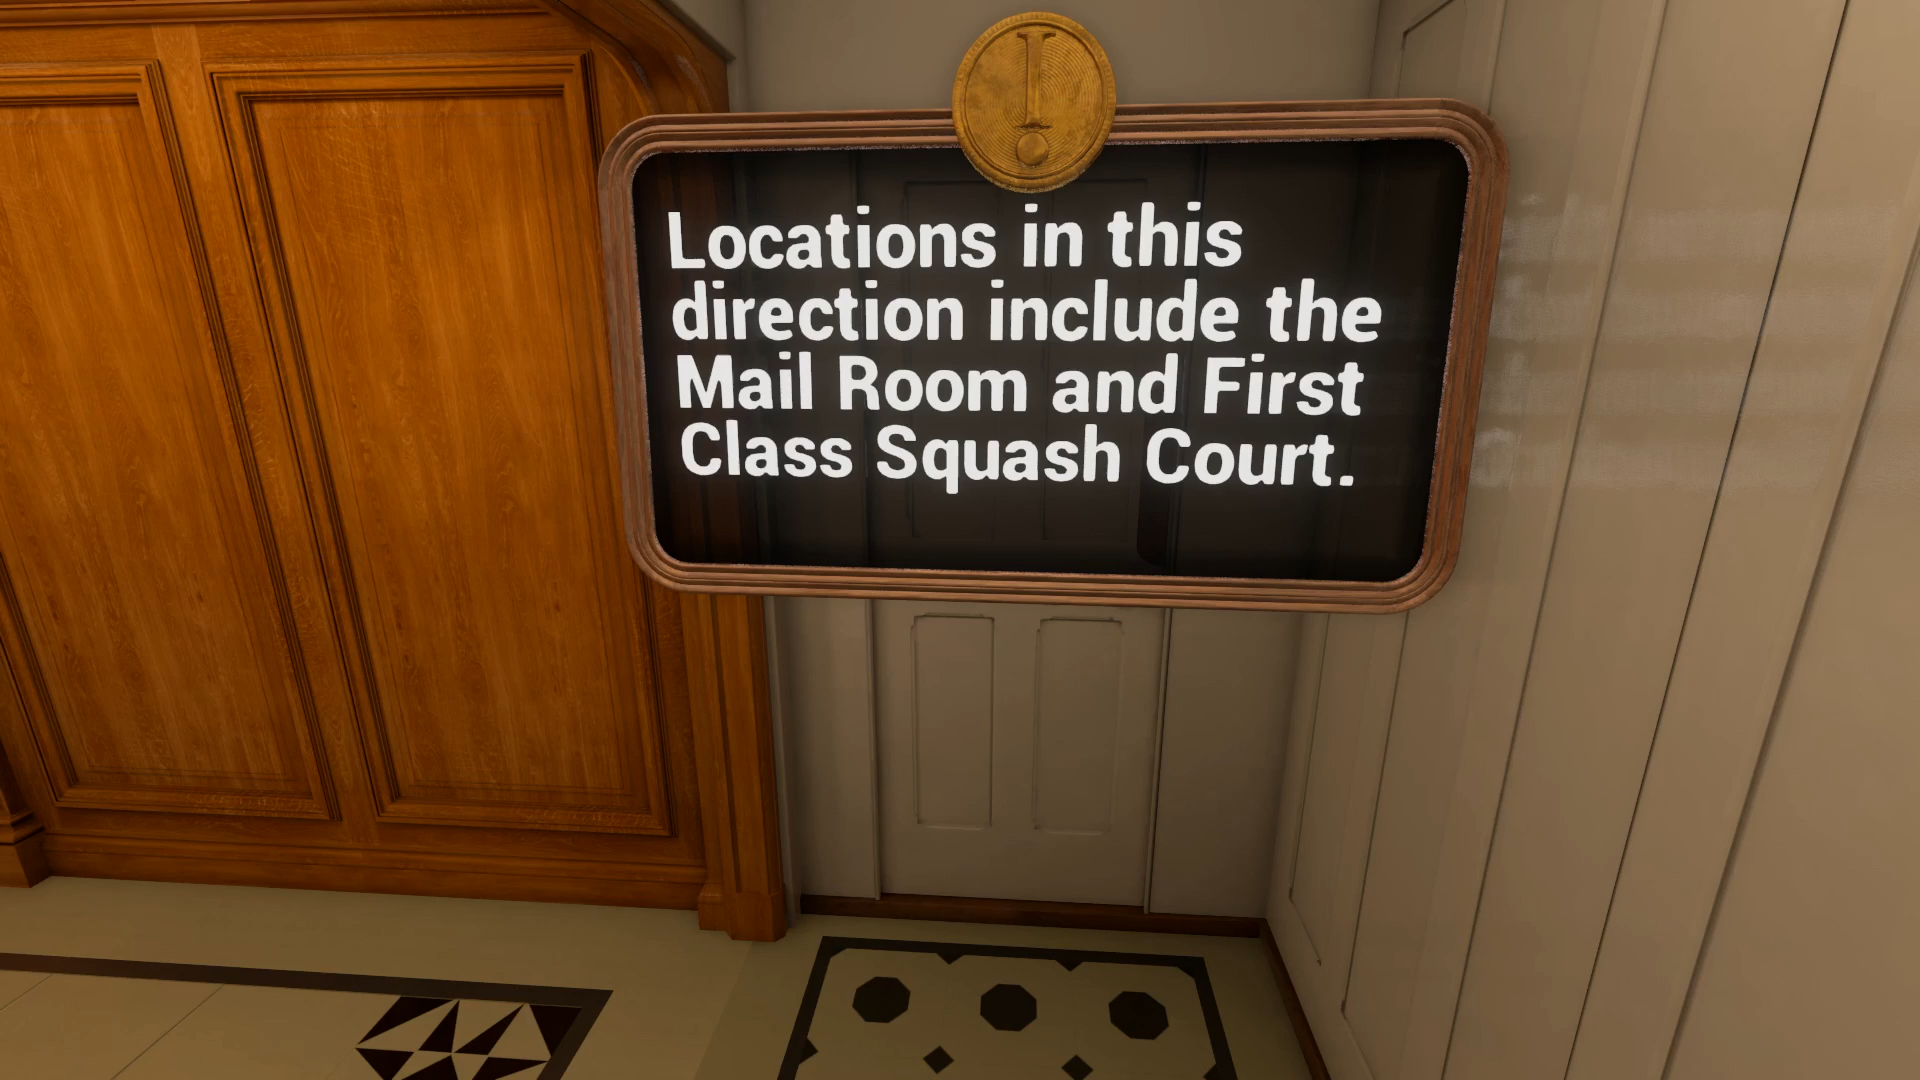 Locations in this
direction include the
Mail Room and First
Class Squash Court.